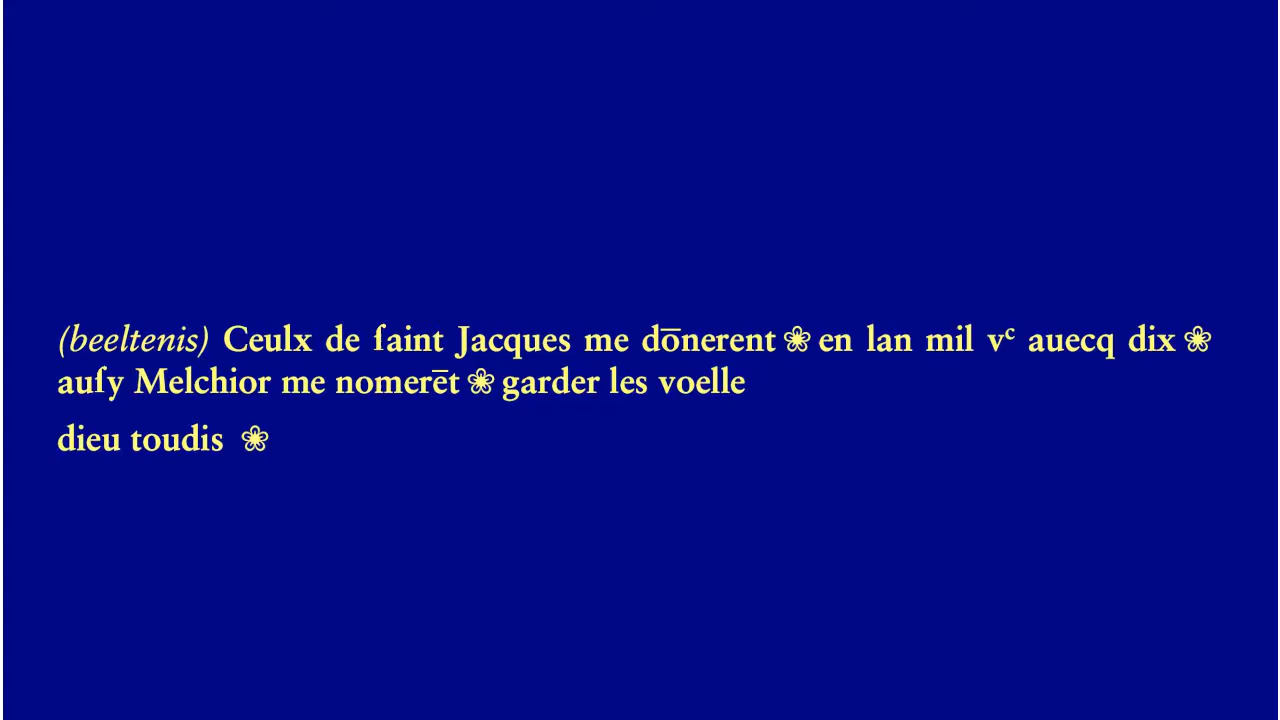 (beeltenis) Ceulx de ſaint Jacques me dōnerent ❀ en lan mil vᶜ auecq dix ❀
auſy Melchior me nomerēt ❀ garder les voelle
dieu toudis ❀